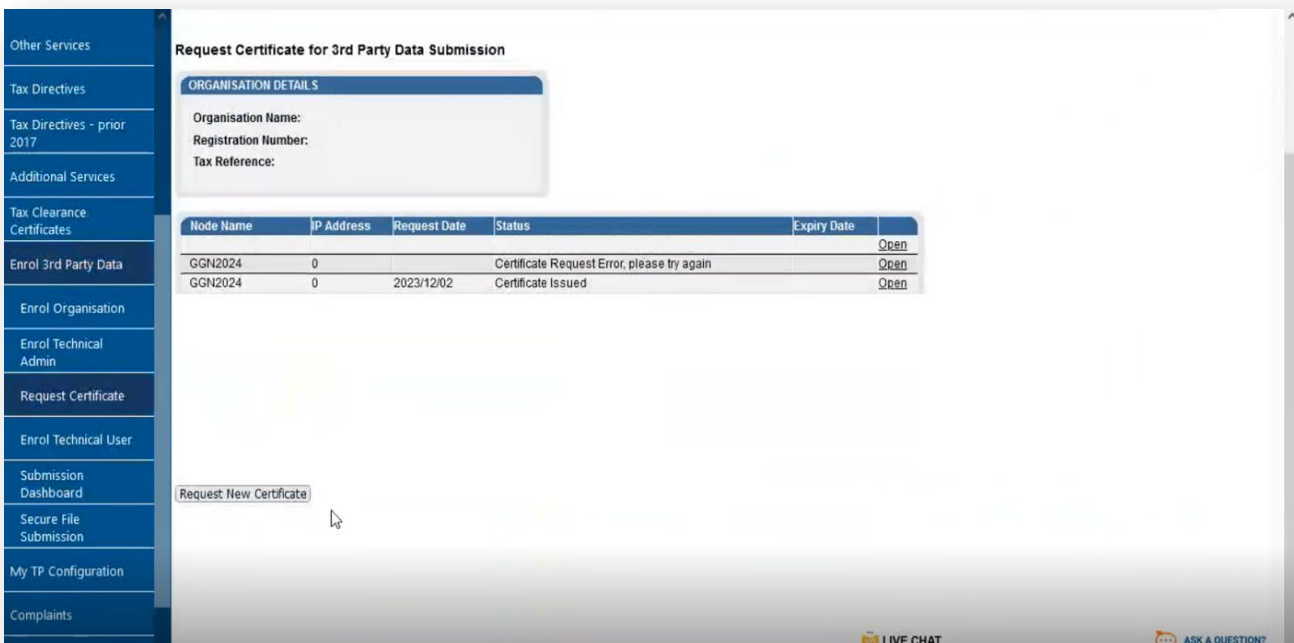 Other Services
Tax Directives
Tax Directives - prior
2017
Additional Services
Tax Clearance
Certificates
Enrol 3rd Party Data
Enrol Organisation
Enrol Technical
Admin
Request Certificate
Enrol Technical User
Submission
Dashboard
Secure File
Submission
My TP Configuration
Complaints
Request Certificate for 3rd Party Data Submission
ORGANISATION DETAILS
Organisation Name:
Registration Number:
Tax Reference:
Node Name IP Address Request Date Status Expiry Date
Open
GGN2024 0 Certificate Request Error, please try again Open
GGN2024 0 2023/12/02 Certificate Issued Open
Request New Certificate
LIVE CHAT
ASK A QUESTION?